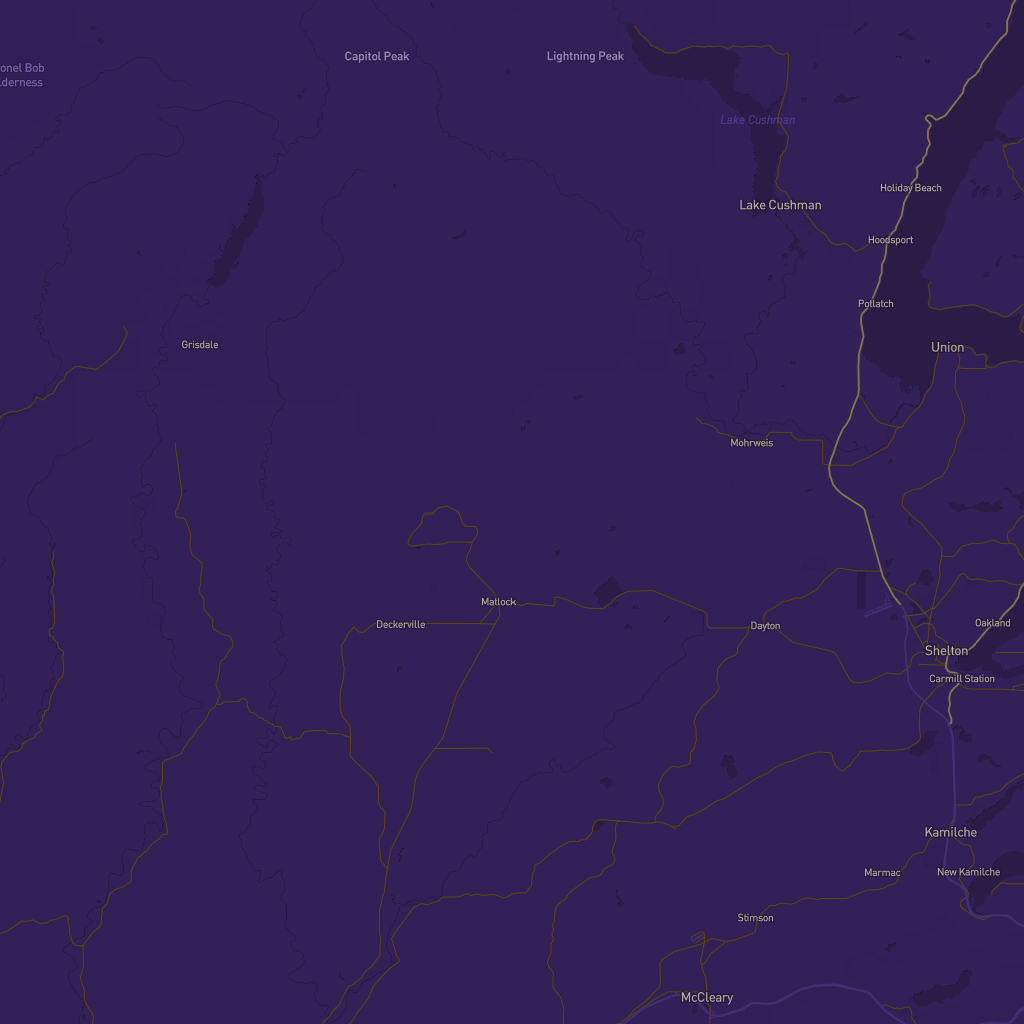 Capitol Peak
Lightning Peak
onel Bob
lderness
Lake Cushman
Holiday Beach
Lake Cushman
Hoodsport
Potlatch
Grisdale
Union
Mohrweis
Matlock
Deckerville
Dayton
Oakland
Shelton
Carmill Station
Kamilche
Marmac
New Kamilche
Stimson
McCleary